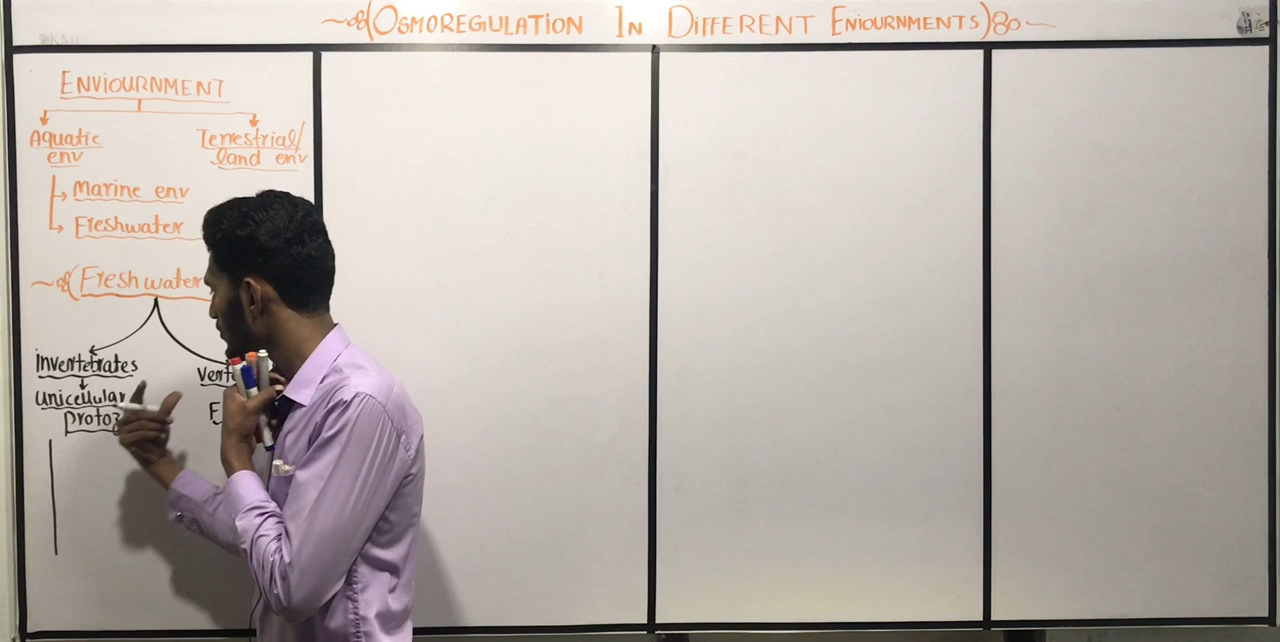 (OSMOREGULATION IN DIFFERENT ENIOURNMENTS)
ENVIOURNMENT
Aquatic env
Terrestrial/ land env
Marine env
Freshwater
(Freshwater
invertebrates
unicellular